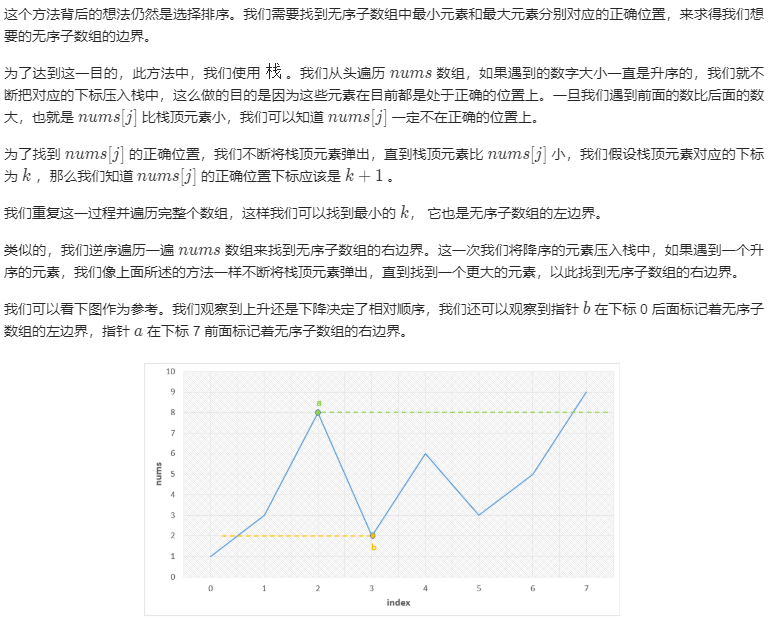 这个方法背后的想法仍然是选择排序。我们需要找到无序子数组中最小元素和最大元素分别对应的正确位置，来求得我们想
要的无序子数组的边界。
为了达到这一目的，此方法中，我们使用 栈 。我们从头遍历 nums 数组，如果遇到的数字大小一直是升序的，我们就不
断把对应的下标压入栈中，这么做的目的是因为这些元素在目前都是处于正确的位置上。一旦我们遇到前面的数比后面的数
大，也就是 nums[j] 比栈顶元素小，我们可以知道 nums[j] 一定不在正确的位置上。
为了找到 nums[j] 的正确位置，我们不断将栈顶元素弹出，直到栈顶元素比 nums[j] 小，我们假设栈顶元素对应的下标
为 k ，那么我们知道 nums[j] 的正确位置下标应该是 k + 1 。
我们重复这一过程并遍历完整个数组，这样我们可以找到最小的 k， 它也是无序子数组的左边界。
类似的，我们逆序遍历一遍 nums 数组来找到无序子数组的右边界。这一次我们将降序的元素压入栈中，如果遇到一个升
序的元素，我们像上面所述的方法一样不断将栈顶元素弹出，直到找到一个更大的元素，以此找到无序子数组的右边界。
我们可以看下图作为参考。我们观察到上升还是下降决定了相对顺序，我们还可以观察到指针 b 在下标 0 后面标记着无序子
数组的左边界，指针 a 在下标 7 前面标记着无序子数组的右边界。
10
9
8
7
6
5
4
3
2
1
0
nums
a
b
0 1 2 3 4 5 6 7
index